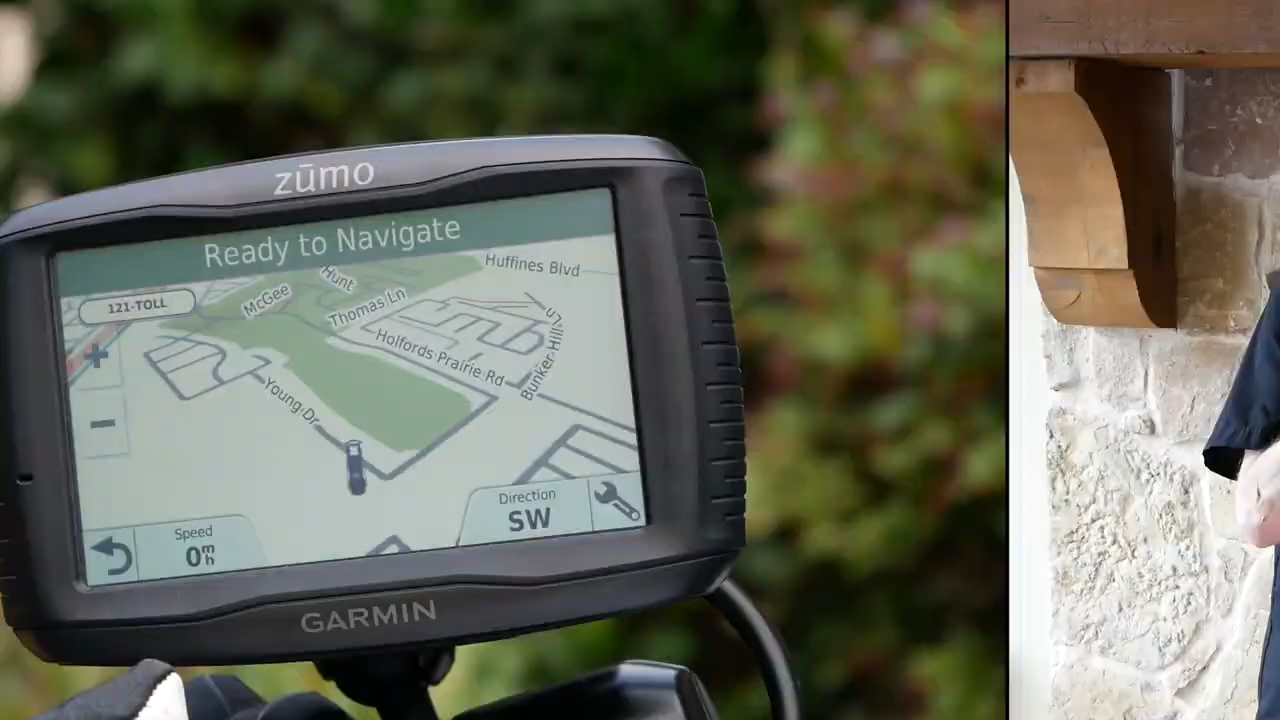 zūmo
Ready to Navigate
121-TOLL
McGee
Hunt
Thomas Ln
Huffines Blvd
Holfords Prairie Rd
Bunker Hill Ln
Young Dr
+
-
Speed
0 m/h
Direction
SW
GARMIN